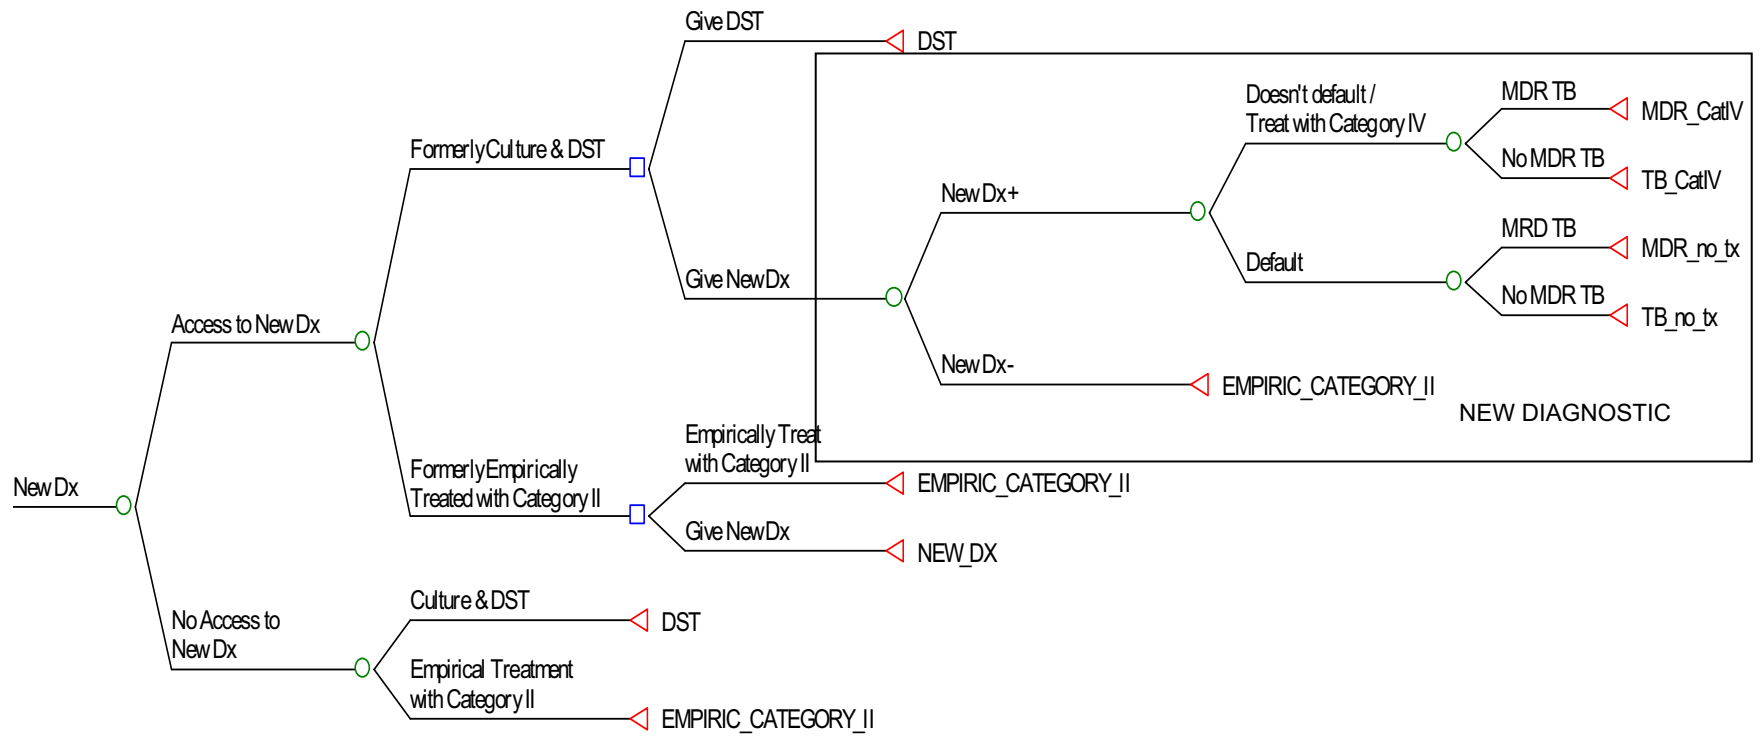 Give DST
DST
Doesn't default /
Treat with Category IV
MDR TB
MDR_CatIV
Formerly Culture & DST
No MDR TB
TB_CatIV
New Dx+
MRD TB
MDR_no_tx
Default
Give New Dx
No MDR TB
TB_no_tx
Access to New Dx
New Dx-
EMPIRIC_CATEGORY_II
NEW DIAGNOSTIC
Empirically Treat
with Category II
Formerly Empirically
Treated with Category II
EMPIRIC_CATEGORY_II
New Dx
Give New Dx
NEW_DX
Culture & DST
DST
No Access to
New Dx
Empirical Treatment
with Category II
EMPIRIC_CATEGORY_II